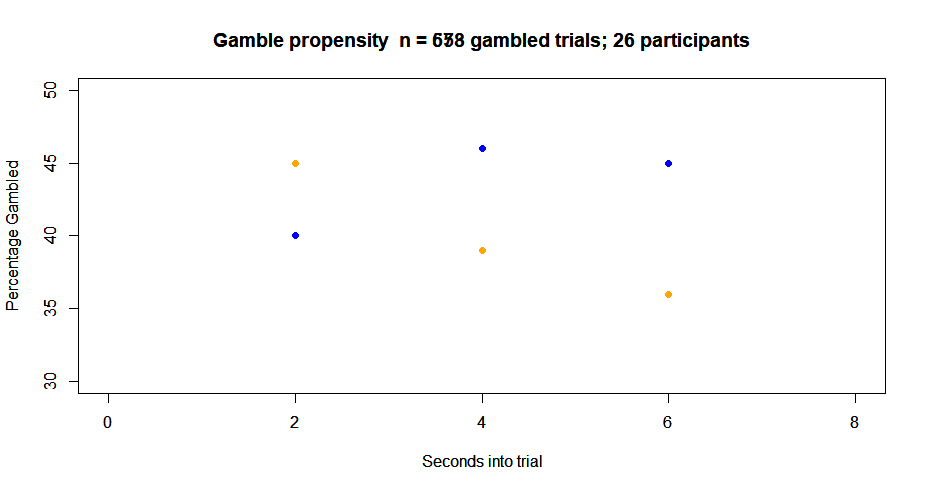 Gamble propensity n = gambled trials; 26 participants
Percentage Gambled
50
45
40
35
30
0 2 4 6 8
Seconds into trial